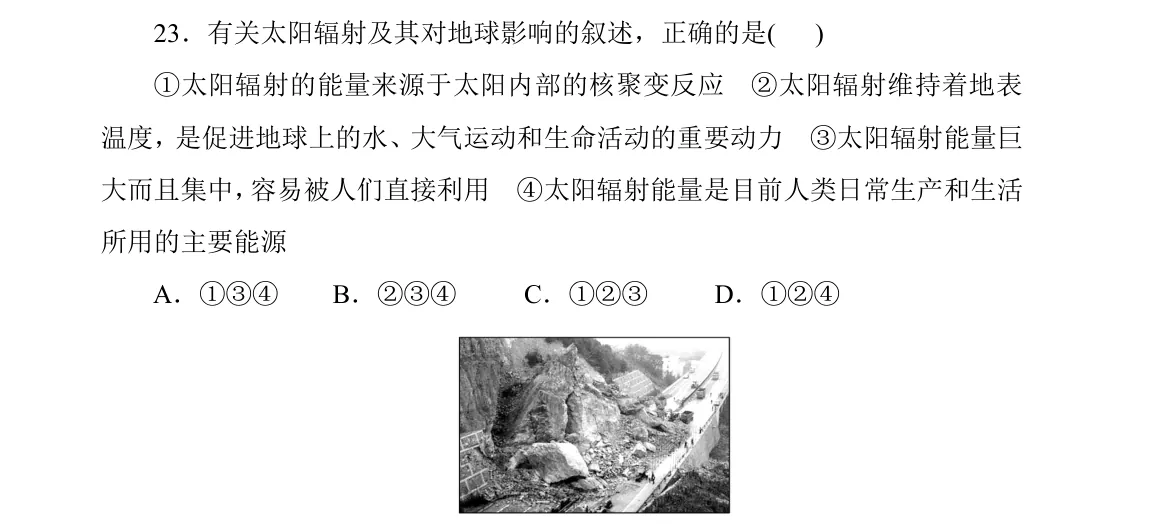 23．有关太阳辐射及其对地球影响的叙述，正确的是(　　)
①太阳辐射的能量来源于太阳内部的核聚变反应　②太阳辐射维持着地表
温度，是促进地球上的水、大气运动和生命活动的重要动力　③太阳辐射能量巨
大而且集中，容易被人们直接利用　④太阳辐射能量是目前人类日常生产和生活
所用的主要能源
A．①③④　　B．②③④　　C．①②③　　D．①②④